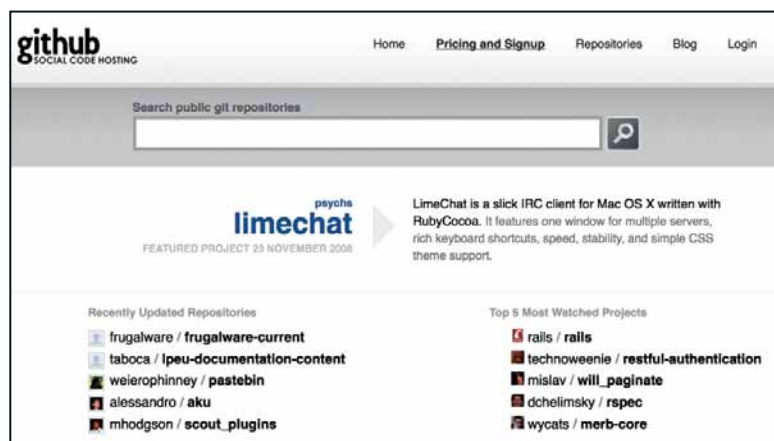 github
SOCIAL CODE HOSTING
Home Pricing and Signup Repositories Blog Login
Search public git repositories
psychs
limechat
FEATURED PROJECT 23 NOVEMBER 2008
LimeChat is a slick IRC client for Mac OS X written with
RubyCocoa. It features one window for multiple servers,
rich keyboard shortcuts, speed, stability, and simple CSS
theme support.
Recently Updated Repositories
frugalware / frugalware-current
taboca / lpeu-documentation-content
weierophinney / pastebin
alessandro / aku
mhodgson / scout_plugins
Top 5 Most Watched Projects
rails / rails
technoweenie / restful-authentication
mislav / will_paginate
dchelimsky / rspec
wycats / merb-core